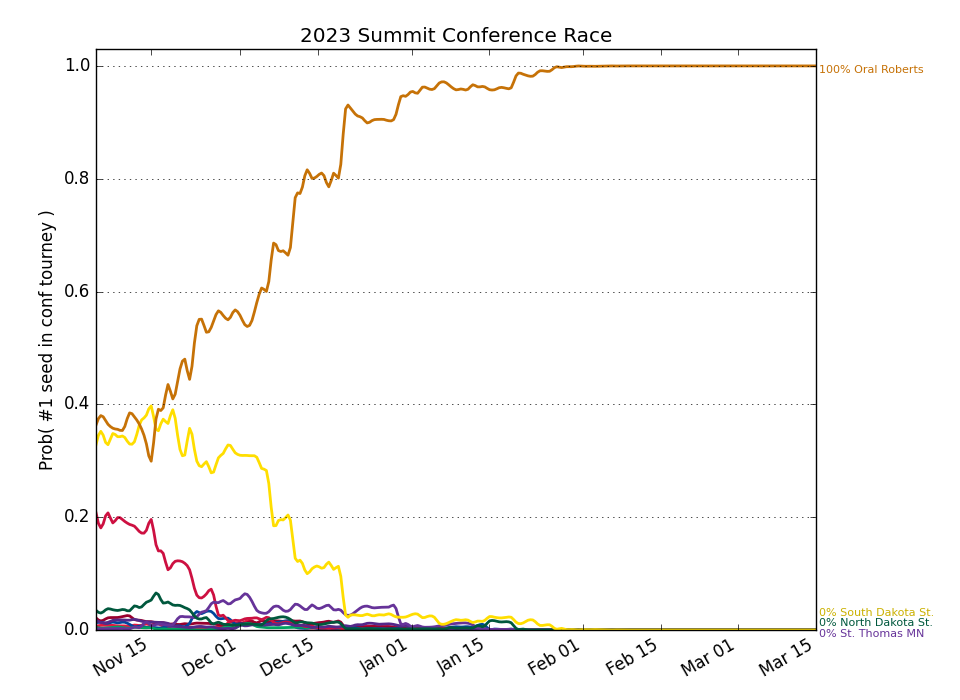 2023 Summit Conference Race
Prob( #1 seed in conf tourney )
1.0
0.8
0.6
0.4
0.2
0.0
Nov 15
Dec 01
Dec 15
Jan 01
Jan 15
Feb 01
Feb 15
Mar 01
Mar 15
100% Oral Roberts
0% South Dakota St.
0% North Dakota St.
0% St. Thomas MN